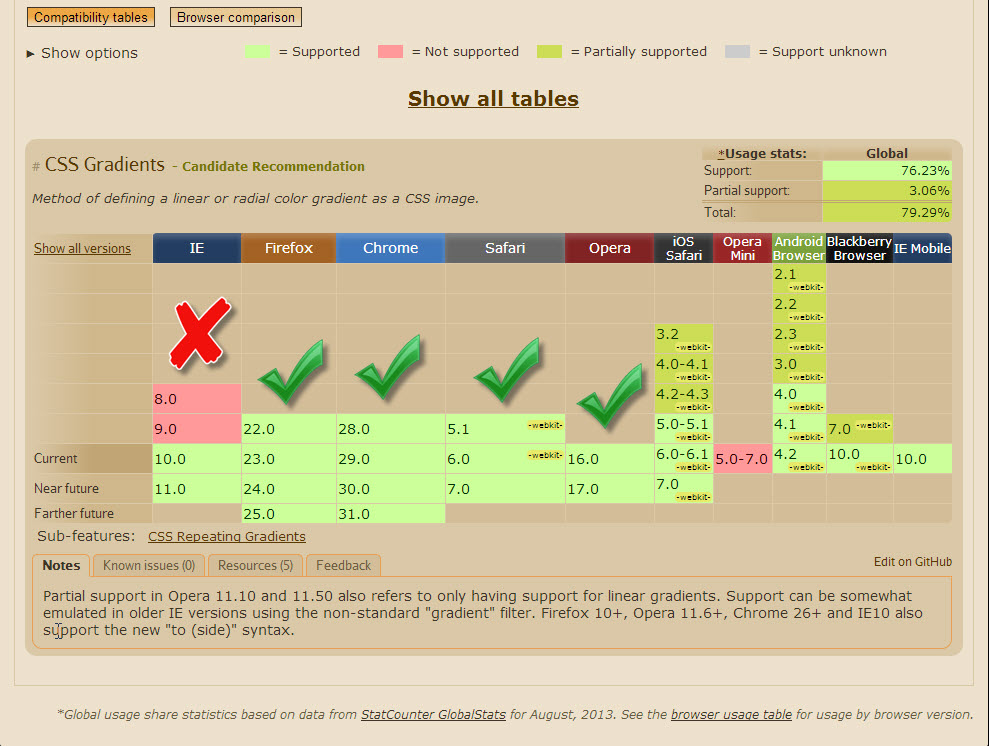 Compatibility tables Browser comparison
► Show options = Supported = Not supported = Partially supported = Support unknown
Show all tables
# CSS Gradients - Candidate Recommendation
Method of defining a linear or radial color gradient as a CSS image.
*Usage stats: Global
Support: 76.23%
Partial support: 3.06%
Total: 79.29%
Show all versions IE Firefox Chrome Safari Opera iOS Safari Opera Mini Android Browser Blackberry Browser IE Mobile
2.1 -webkit-
2.2 -webkit-
3.2 -webkit- 2.3 -webkit-
4.0-4.1 -webkit- 3.0 -webkit-
8.0 4.2-4.3 -webkit- 4.0 -webkit-
9.0 22.0 28.0 5.1 -webkit- 5.0-5.1 -webkit- 4.1 -webkit- 7.0 -webkit-
Current 10.0 23.0 29.0 6.0 -webkit- 16.0 6.0-6.1 -webkit- 5.0-7.0 4.2 -webkit- 10.0 -webkit- 10.0
Near future 11.0 24.0 30.0 7.0 17.0 7.0 -webkit-
Farther future 25.0 31.0
Sub-features: CSS Repeating Gradients
Notes Known issues (0) Resources (5) Feedback Edit on GitHub
Partial support in Opera 11.10 and 11.50 also refers to only having support for linear gradients. Support can be somewhat
emulated in older IE versions using the non-standard "gradient" filter. Firefox 10+, Opera 11.6+, Chrome 26+ and IE10 also
support the new "to (side)" syntax.
*Global usage share statistics based on data from StatCounter GlobalStats for August, 2013. See the browser usage table for usage by browser version.